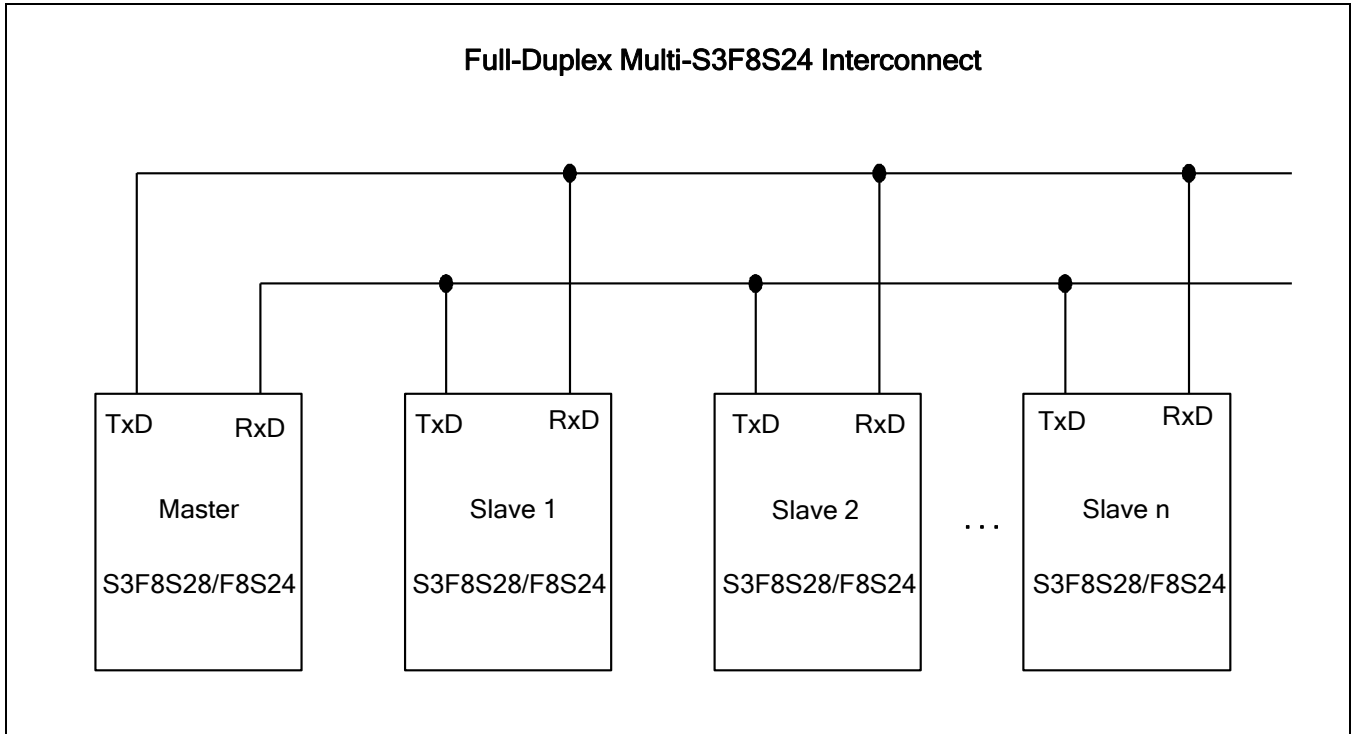 Full-Duplex Multi-S3F8S24 Interconnect
TxD RxD TxD RxD TxD RxD TxD RxD
Master Slave 1 Slave 2 . . . Slave n
S3F8S28/F8S24 S3F8S28/F8S24 S3F8S28/F8S24 S3F8S28/F8S24